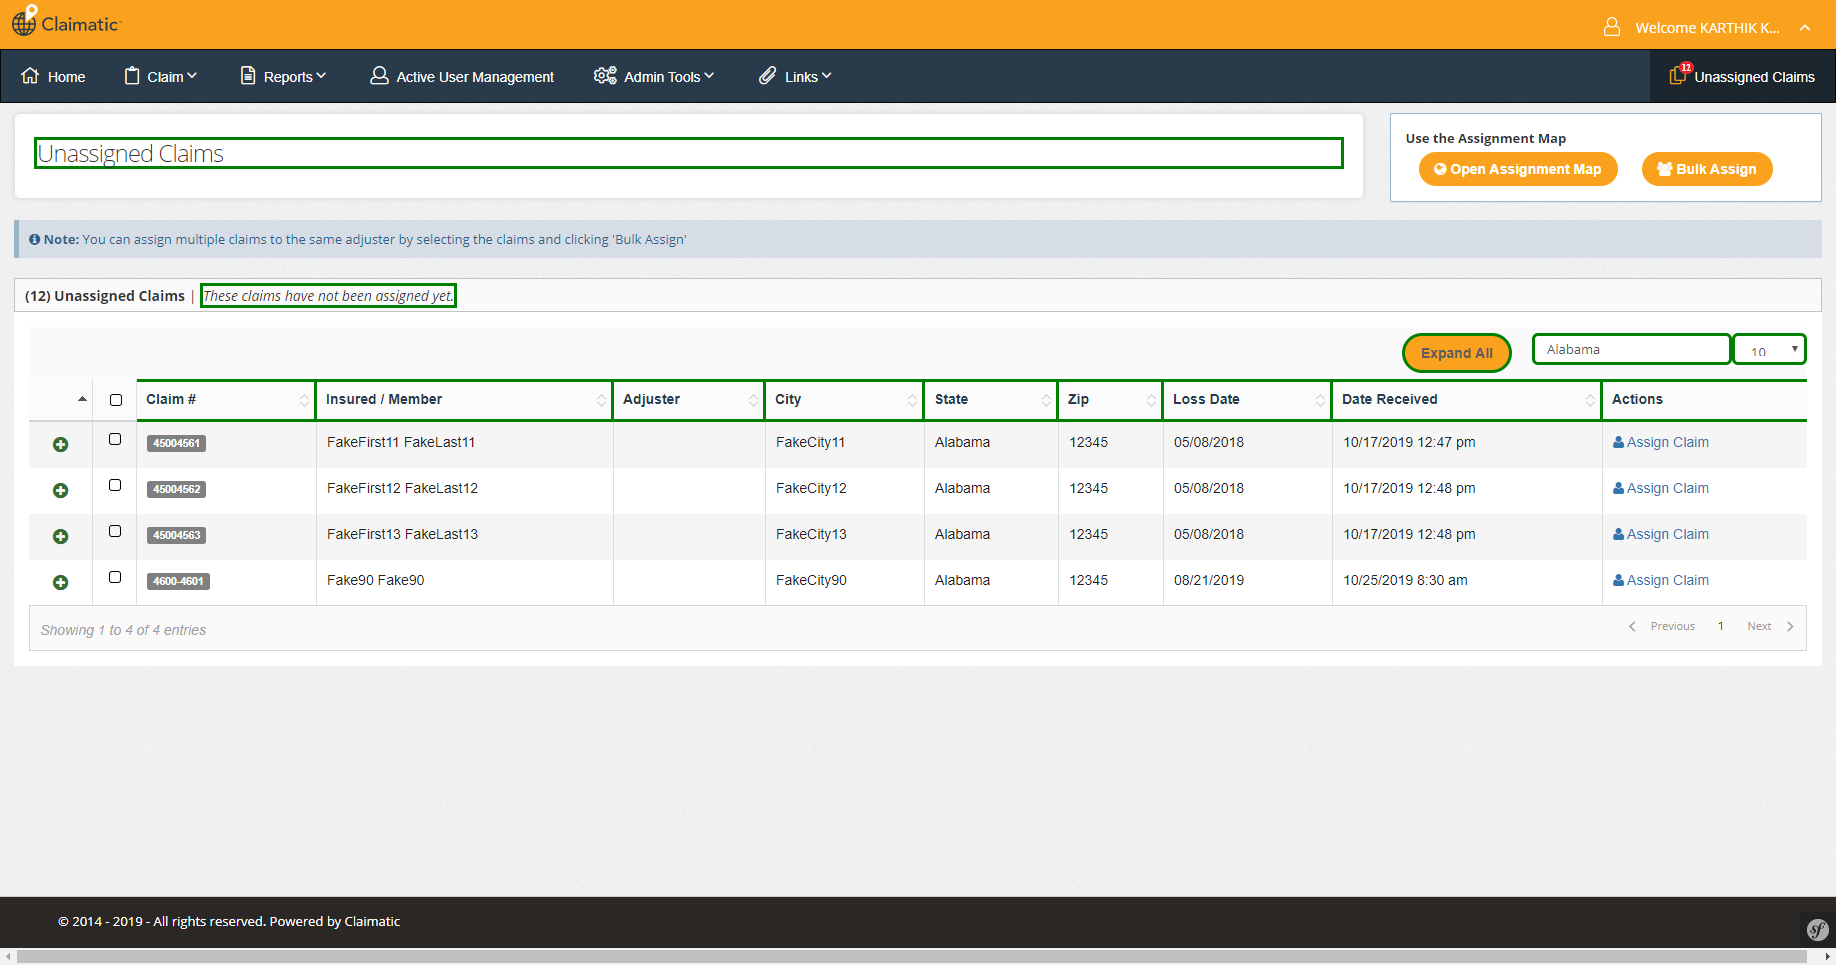 Claimatic
Welcome KARTHIK K...
Home
Claim
Reports
Active User Management
Admin Tools
Links
12
Unassigned Claims
Unassigned Claims
Use the Assignment Map
Open Assignment Map
Bulk Assign
Note: You can assign multiple claims to the same adjuster by selecting the claims and clicking 'Bulk Assign'
(12) Unassigned Claims | These claims have not been assigned yet.
Expand All
Alabama
10
Claim # Insured / Member Adjuster City State Zip Loss Date Date Received Actions
45004561 FakeFirst11 FakeLast11 FakeCity11 Alabama 12345 05/08/2018 10/17/2019 12:47 pm Assign Claim
45004562 FakeFirst12 FakeLast12 FakeCity12 Alabama 12345 05/08/2018 10/17/2019 12:48 pm Assign Claim
45004563 FakeFirst13 FakeLast13 FakeCity13 Alabama 12345 05/08/2018 10/17/2019 12:48 pm Assign Claim
4600-4601 Fake90 Fake90 FakeCity90 Alabama 12345 08/21/2019 10/25/2019 8:30 am Assign Claim
Showing 1 to 4 of 4 entries
Previous 1 Next
© 2014 - 2019 - All rights reserved. Powered by Claimatic
sf